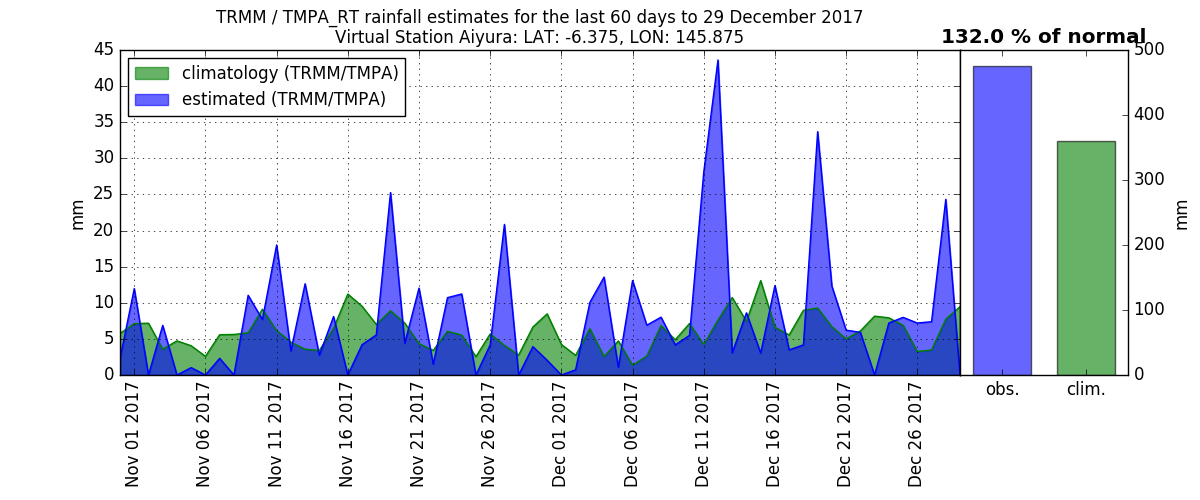 TRMM / TMPA_RT rainfall estimates for the last 60 days to 29 December 2017
Virtual Station Aiyura: LAT: -6.375, LON: 145.875
132.0 % of normal
climatology (TRMM/TMPA)
estimated (TRMM/TMPA)
mm
45
40
35
30
25
20
15
10
5
0
Nov 01 2017
Nov 06 2017
Nov 11 2017
Nov 16 2017
Nov 21 2017
Nov 26 2017
Dec 01 2017
Dec 06 2017
Dec 11 2017
Dec 16 2017
Dec 21 2017
Dec 26 2017
obs.
clim.
500
400
300
200
100
0
mm